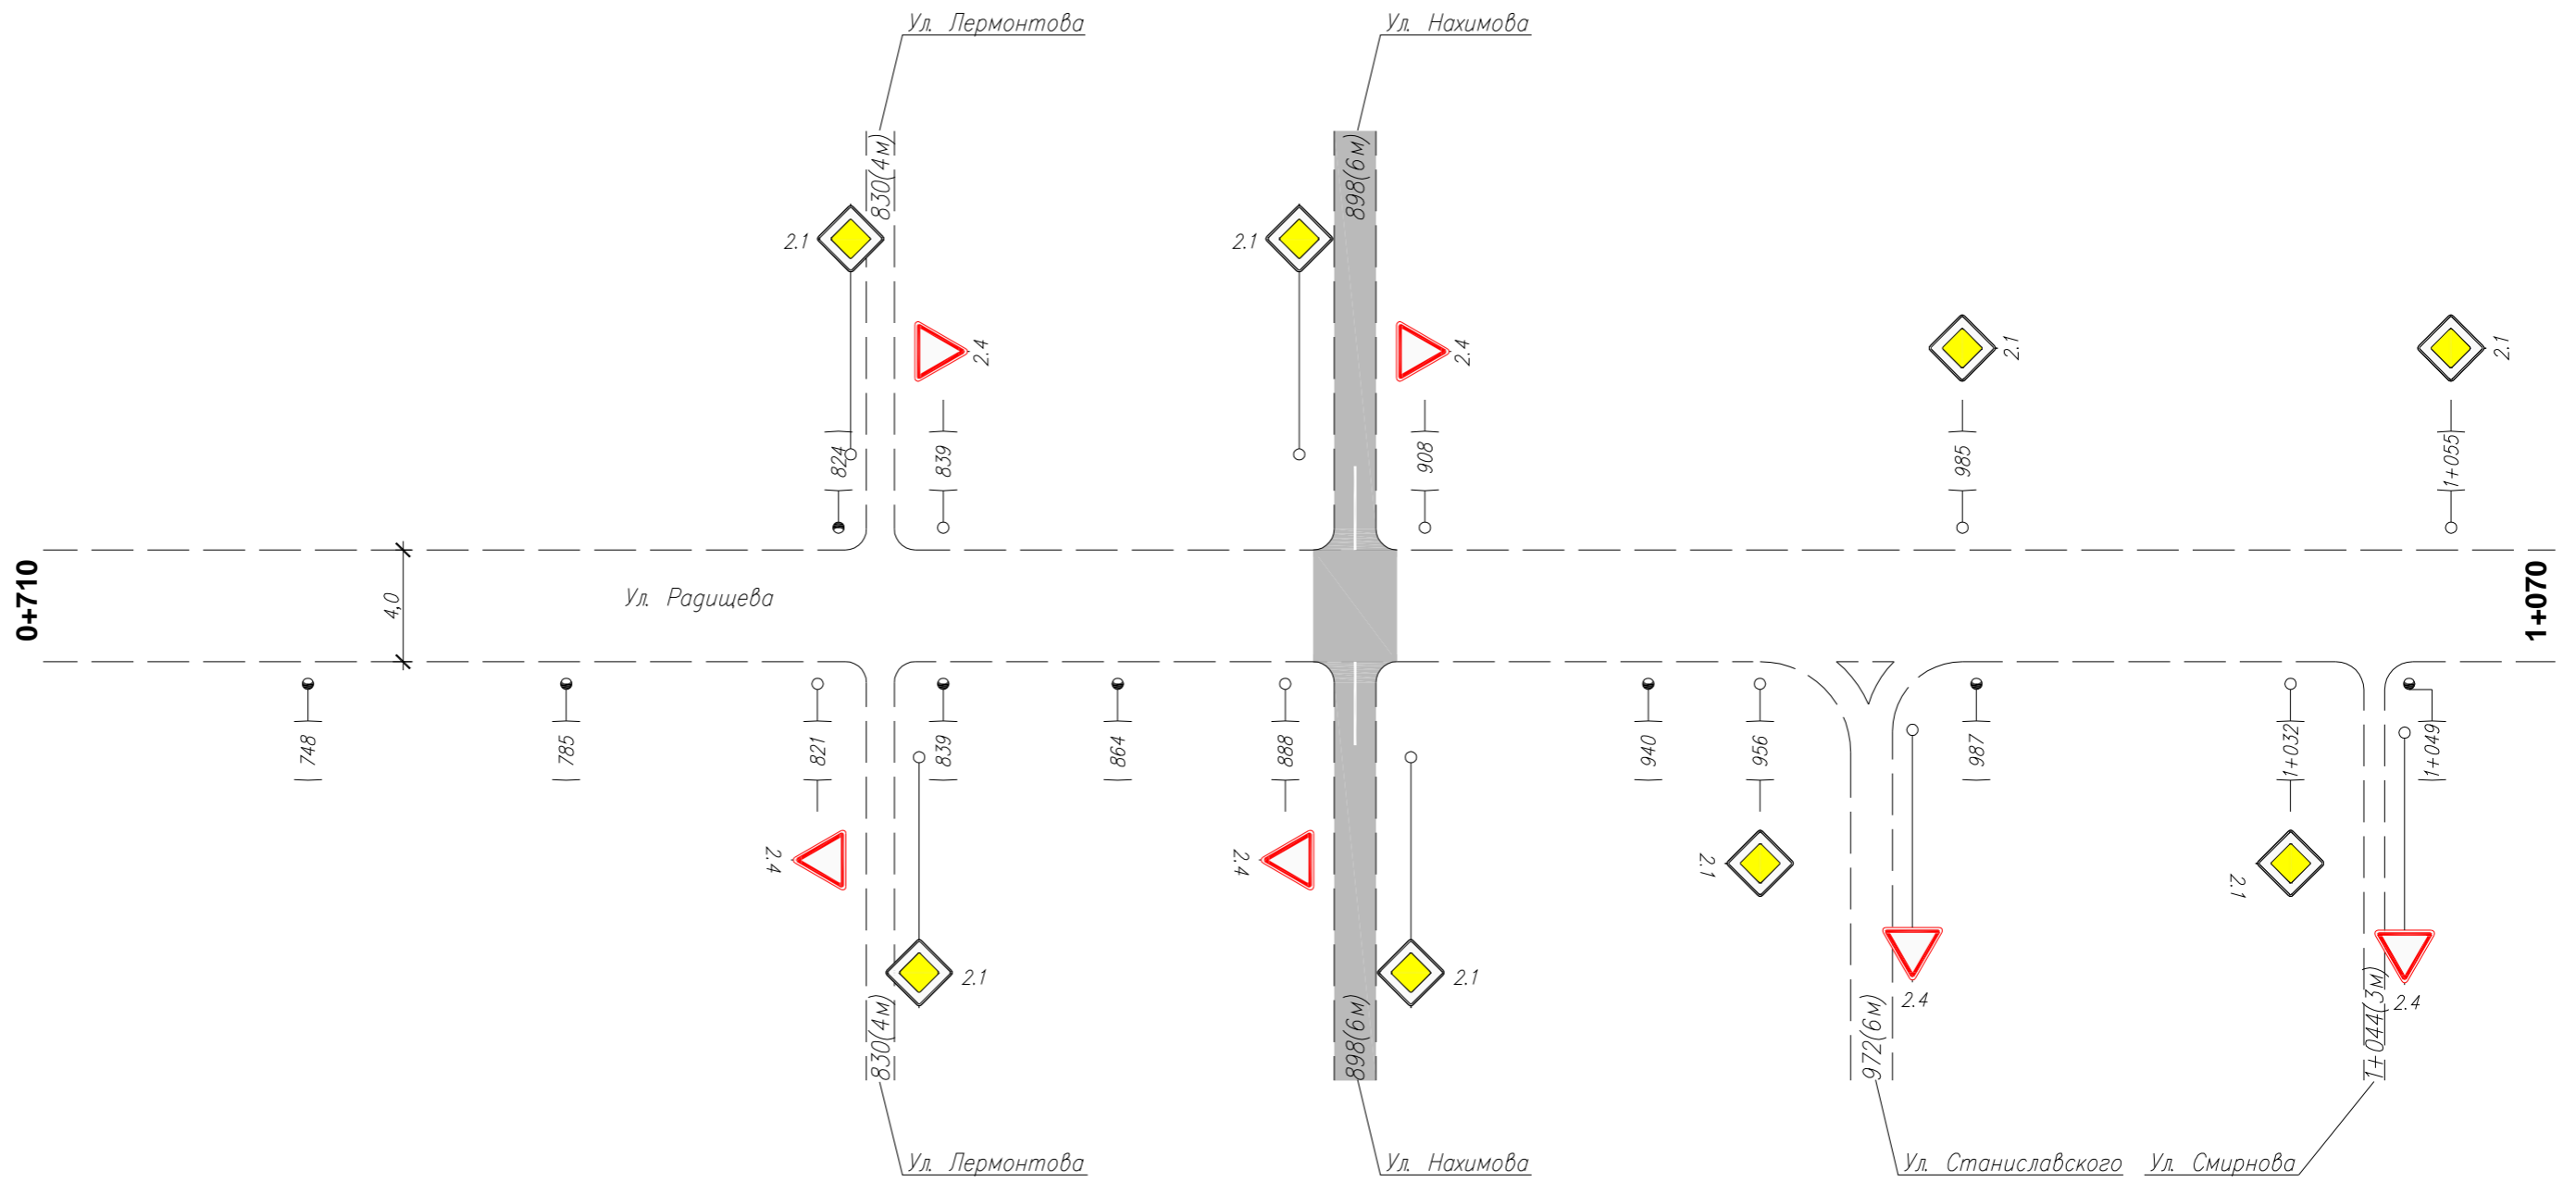 Ул. Лермонтова
Ул. Нахимова
830(4м)
898(6м)
2.1
2.1
2.4
2.4
2.1
2.1
824
839
908
985
1+055
0+710
4,0
Ул. Радищева
1+070
748
785
821
839
864
888
940
956
987
1+032
1+049
2.4
2.4
2.1
2.1
2.1
2.1
2.4
2.4
830(4м)
898(6м)
972(6м)
1+044(3м)
Ул. Лермонтова
Ул. Нахимова
Ул. Станиславского
Ул. Смирнова